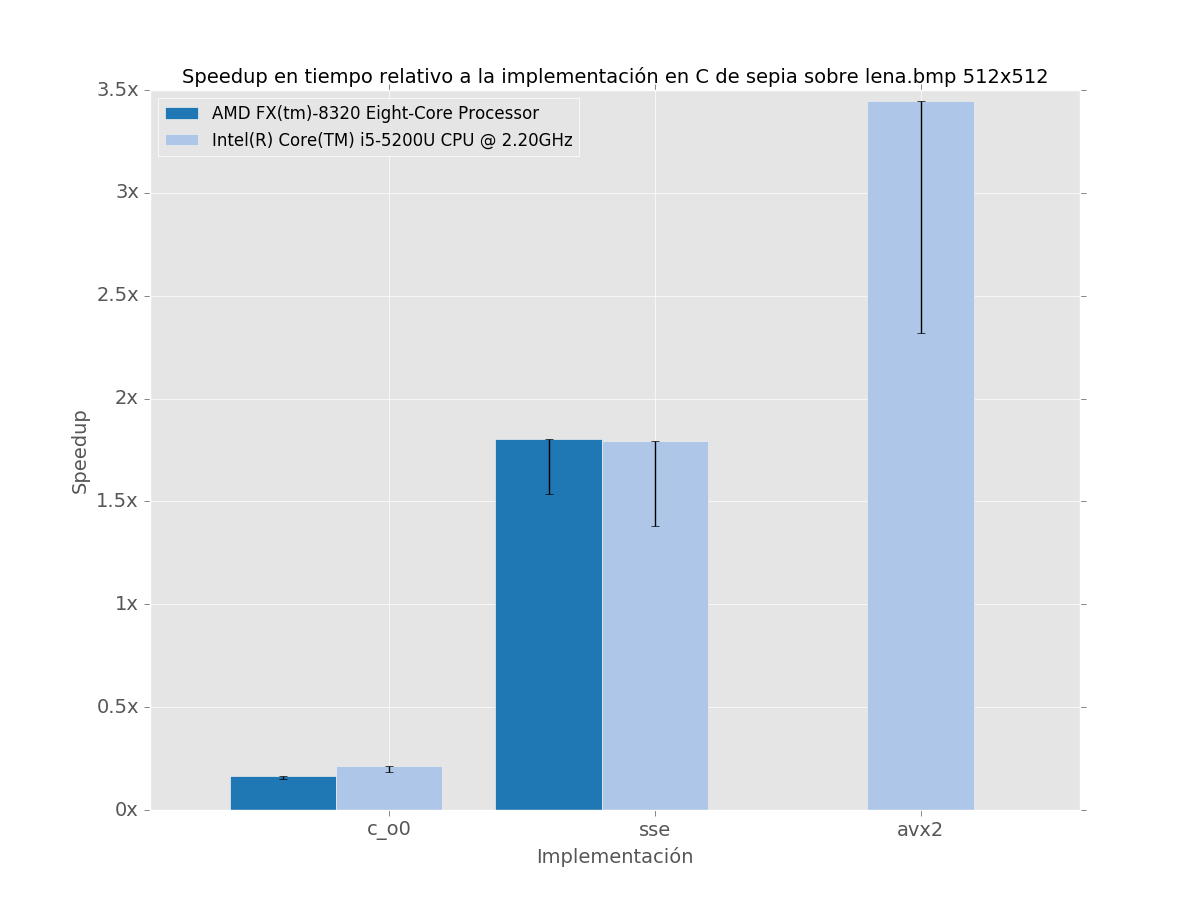 Speedup en tiempo relativo a la implementación en C de sepia sobre lena.bmp 512x512
AMD FX(tm)-8320 Eight-Core Processor
Intel(R) Core(TM) i5-5200U CPU @ 2.20GHz
3.5x
3x
2.5x
2x
1.5x
1x
0.5x
0x
Speedup
c_o0
sse
avx2
Implementación